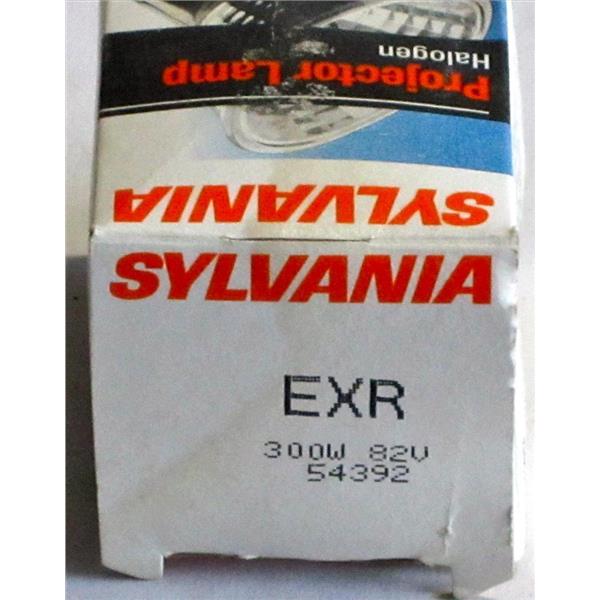 Halogen
Projector Lamp
SYLVANIA
SYLVANIA
EXR
300W 82V
54392